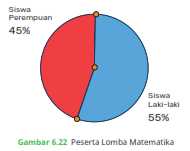 Siswa
Perempuan
45%
Siswa
Laki-laki
55%
Gambar 6.22 Peserta Lomba Matematika